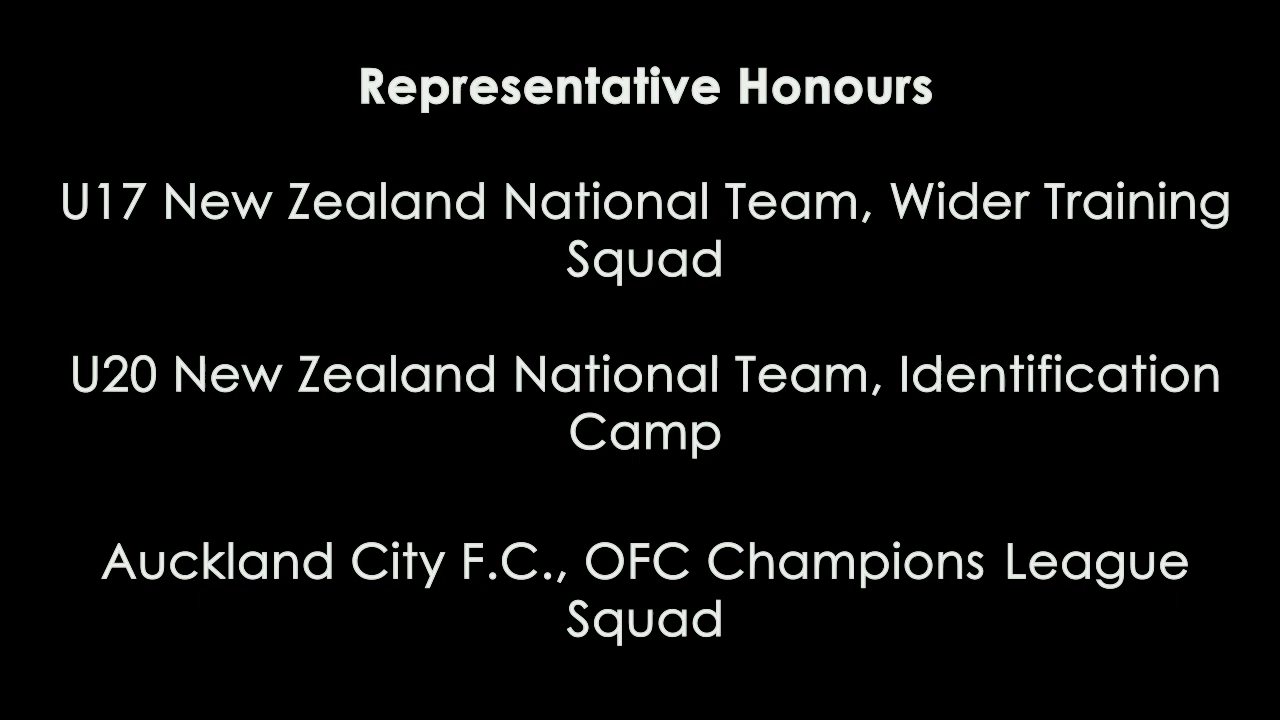 Representative Honours
U17 New Zealand National Team, Wider Training
Squad
U20 New Zealand National Team, Identification
Camp
Auckland City F.C., OFC Champions League
Squad